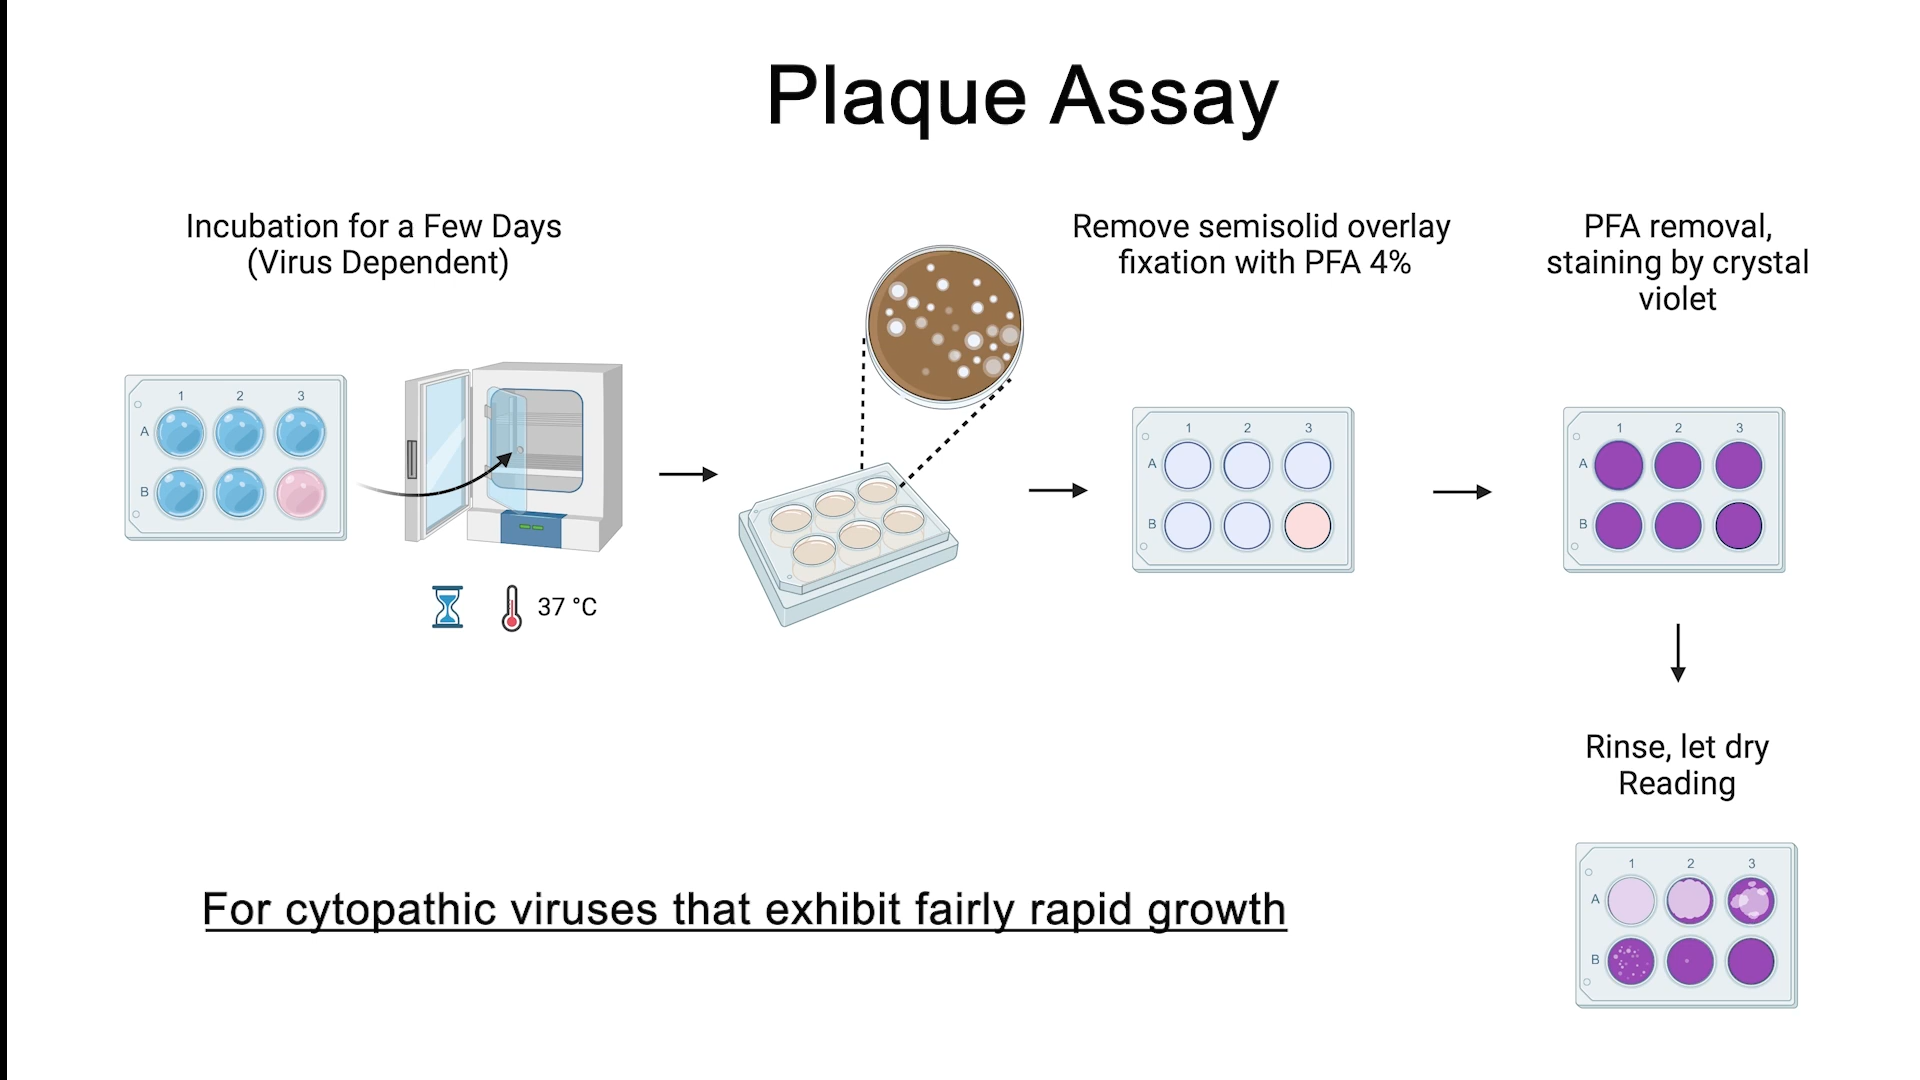 Plaque Assay
Incubation for a Few Days
(Virus Dependent)
Remove semisolid overlay
fixation with PFA 4%
PFA removal,
staining by crystal
violet
1 2 3
A
B
37 °C
1 2 3
A
B
1 2 3
A
B
Rinse, let dry
Reading
1 2 3
A
B
For cytopathic viruses that exhibit fairly rapid growth